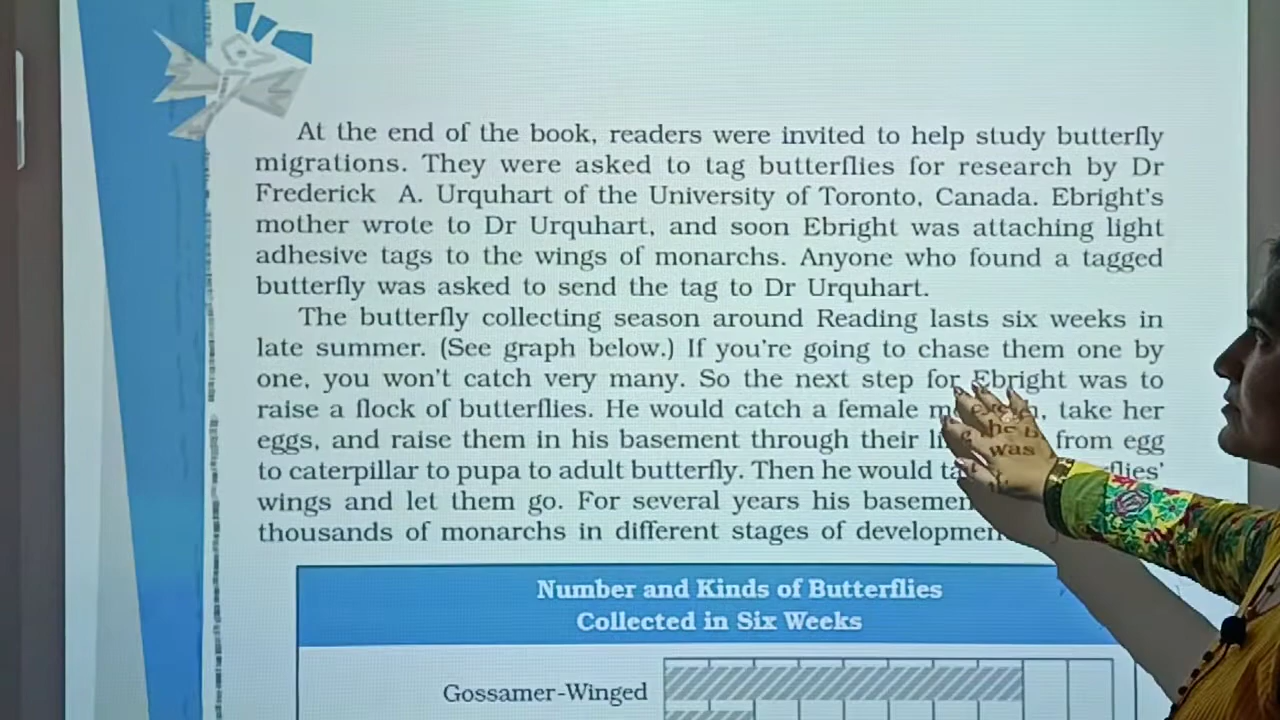 At the end of the book, readers were invited to help study butterfly
migrations. They were asked to tag butterflies for research by Dr
Frederick A. Urquhart of the University of Toronto, Canada. Ebright's
mother wrote to Dr Urquhart, and soon Ebright was attaching light
adhesive tags to the wings of monarchs. Anyone who found a tagged
butterfly was asked to send the tag to Dr Urquhart.
The butterfly collecting season around Reading lasts six weeks in
late summer. (See graph below.) If you're going to chase them one by
one, you won't catch very many. So the next step for Ebright was to
raise a flock of butterflies. He would catch a female take her
eggs, and raise them in his basement through their from egg
to caterpillar to pupa to adult butterfly. Then he would
wings and let them go. For several years his
thousands of monarchs in different stages of
Number and Kinds of Butterflies
Collected in Six Weeks
Gossamer-Winged